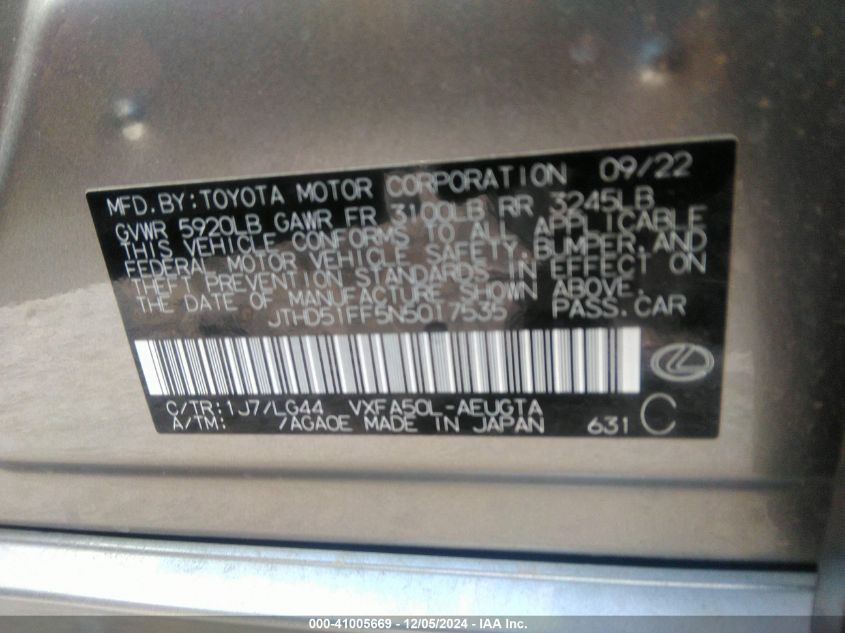 MFD.BY:TOYOTA MOTOR CORPORATION 09/22
GVWR 5920LB GAWR FR 3100LB RR 3245LB
THIS VEHICLE CONFORMS TO ALL APPLICABLE
FEDERAL MOTOR VEHICLE SAFETY,BUMPER,AND
THEFT PREVENTION STANDARDS IN EFFECT ON
THE DATE OF MANUFACTURE SHOWN ABOVE.
JTHD51FF5N5017535 PASS.CAR
C/TR:1J7/LG44 VXFA50L-AEUGTA
A/TM: /AGA0E MADE IN JAPAN 631 C
000-41005669 - 12/05/2024 - IAA, Inc.